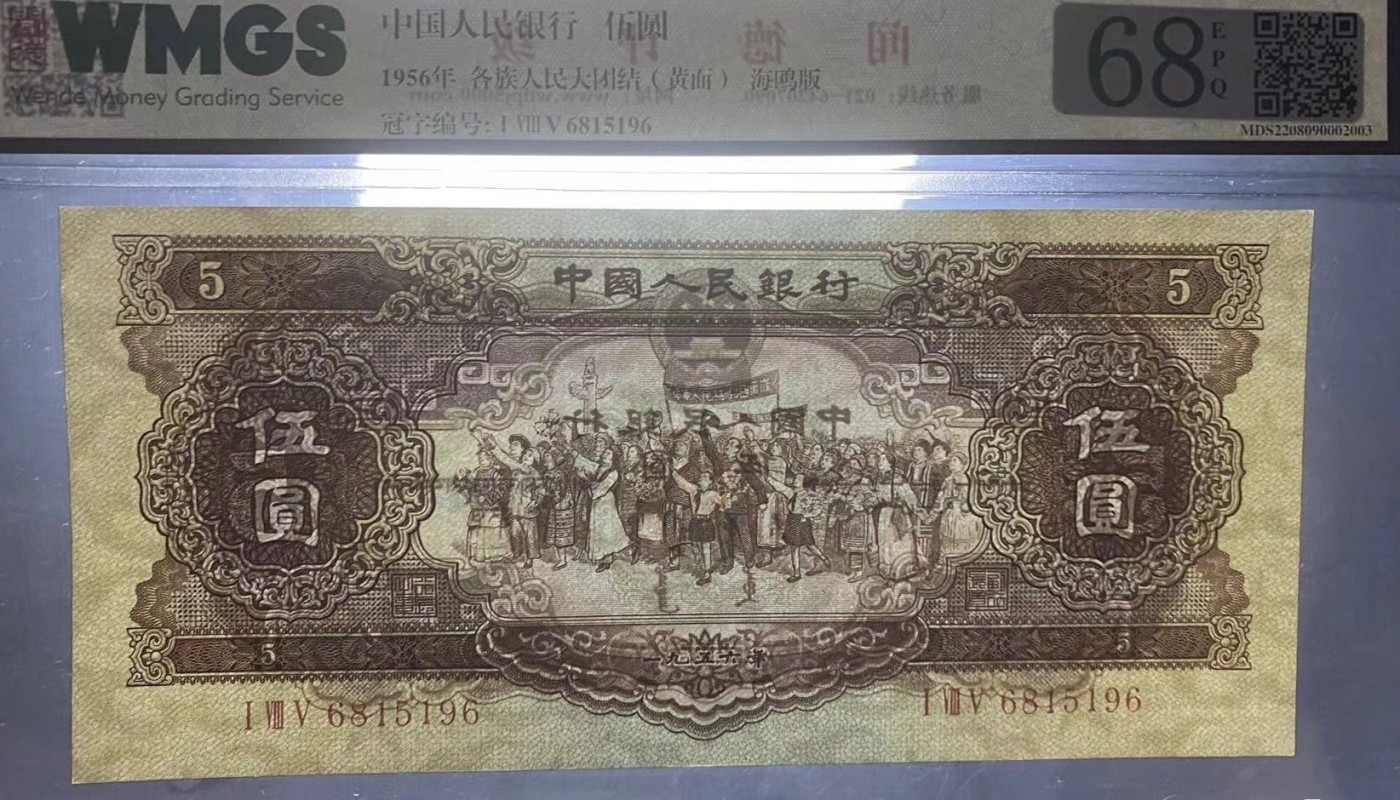 WMGS
Wende Money Grading Service
中国人民银行 伍圆
1956年 各族人民大团结（黄面） 海鸥版
冠字编号: I VIII V 6815196
68
EPQ
MDS2208090002003
5
中國人民銀行
5
伍圓
伍圓
5
一九五六年
5
I VIII V 6815196
I VIII V 6815196